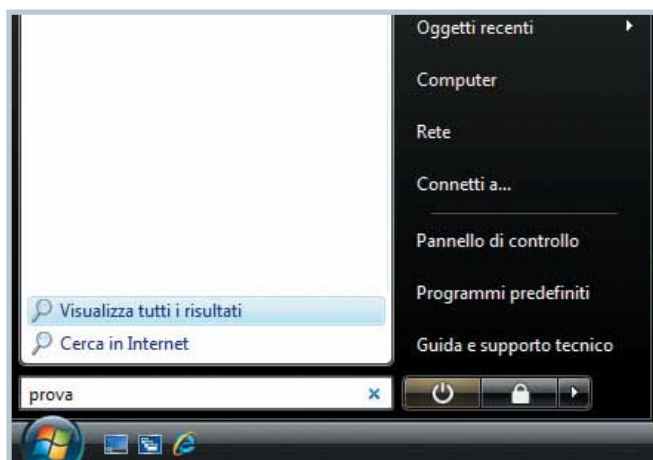 Oggetti recenti
Computer
Rete
Connetti a...
Pannello di controllo
Programmi predefiniti
Guida e supporto tecnico
Visualizza tutti i risultati
Cerca in Internet
prova